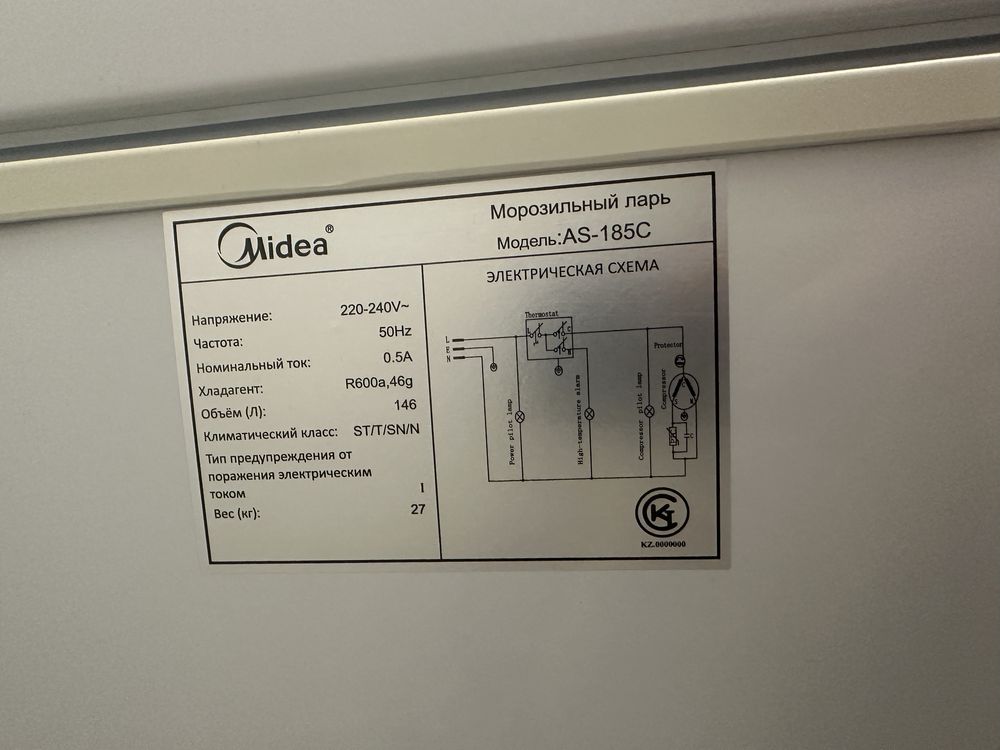 Midea®
Морозильный ларь
Модель:AS-185C
Напряжение: 220-240V~
Частота: 50Hz
Номинальный ток: 0.5A
Хладагент: R600a,46g
Объём (Л): 146
Климатический класс: ST/T/SN/N
Тип предупреждения от
поражения электрическим
током I
Вес (кг): 27
ЭЛЕКТРИЧЕСКАЯ СХЕМА
Thermostat
L
E
N
L
C
Protector
Power pilot lamp
High-temperature alarm
Compressor pilot lamp
Compressor
PTC
C
KZ.0000000